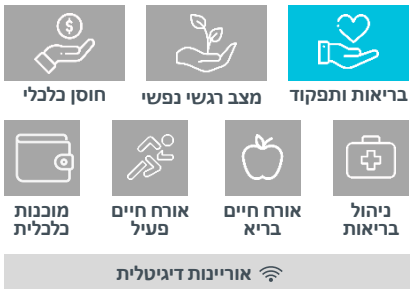 בריאות ותפקוד
מצב רגשי נפשי
חוסן כלכלי
ניהול
בריאות
אורח חיים
בריא
אורח חיים
פעיל
מוכנות
כלכלית
אוריינות דיגיטלית